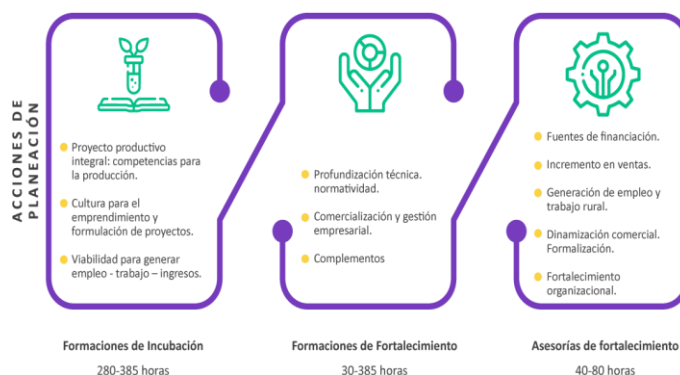 ACCIONES DE
PLANEACIÓN
Proyecto productivo
integral: competencias para
la producción.
Cultura para el
emprendimiento y
formulación de proyectos.
Viabilidad para generar
empleo - trabajo – ingresos.
Formaciones de Incubación
280-385 horas
Profundización técnica.
normatividad.
Comercialización y gestión
empresarial.
Complementos
Formaciones de Fortalecimiento
30-385 horas
Fuentes de financiación.
Incremento en ventas.
Generación de empleo y
trabajo rural.
Dinamización comercial.
Formalización.
Fortalecimiento
organizacional.
Asesorías de fortalecimiento
40-80 horas